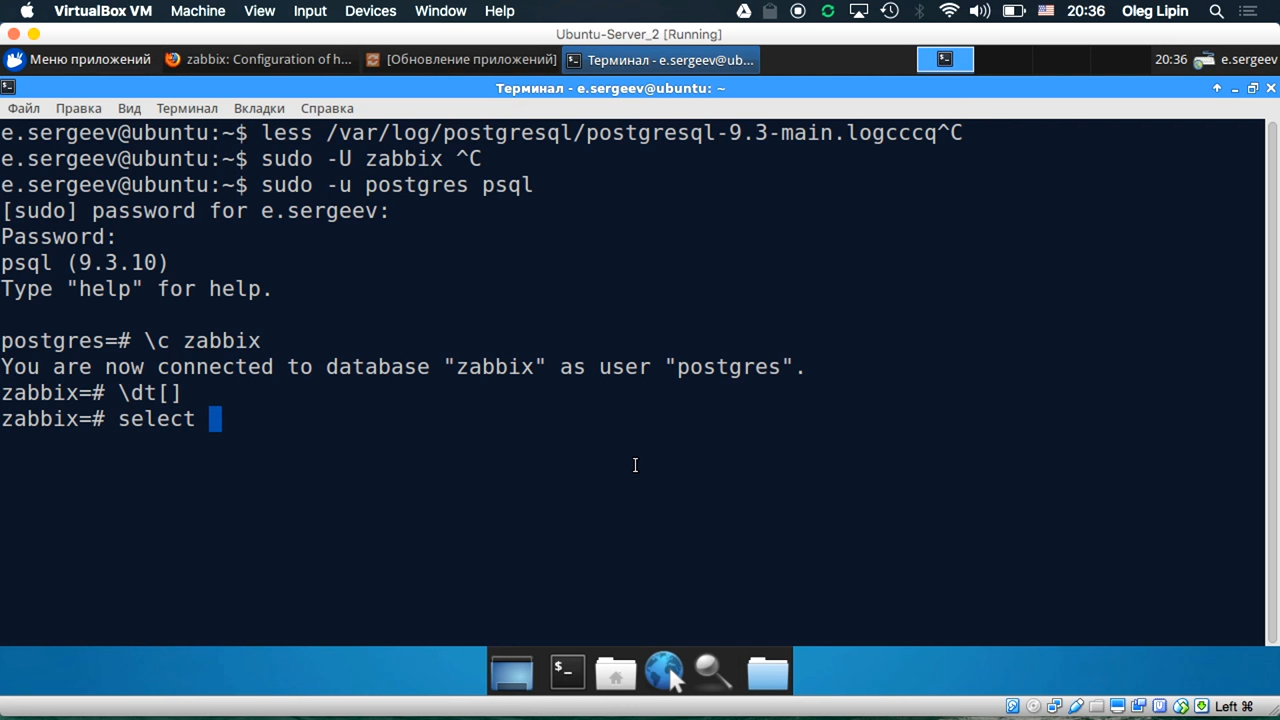 VirtualBox VM Machine View Input Devices Window Help 20:36 Oleg Lipin
Ubuntu-Server_2 [Running]
Меню приложений zabbix: Configuration of h... [Обновление приложений] Терминал - e.sergeev@ub... 20:36 e.sergeev
Терминал - e.sergeev@ubuntu: ~
Файл Правка Вид Терминал Вкладки Справка
e.sergeev@ubuntu:~$ less /var/log/postgresql/postgresql-9.3-main.logcccq^C
e.sergeev@ubuntu:~$ sudo -U zabbix ^C
e.sergeev@ubuntu:~$ sudo -u postgres psql
[sudo] password for e.sergeev:
Password:
psql (9.3.10)
Type "help" for help.
postgres=# \c zabbix
You are now connected to database "zabbix" as user "postgres".
zabbix=# \dt[]
zabbix=# select
$_
Left ⌘